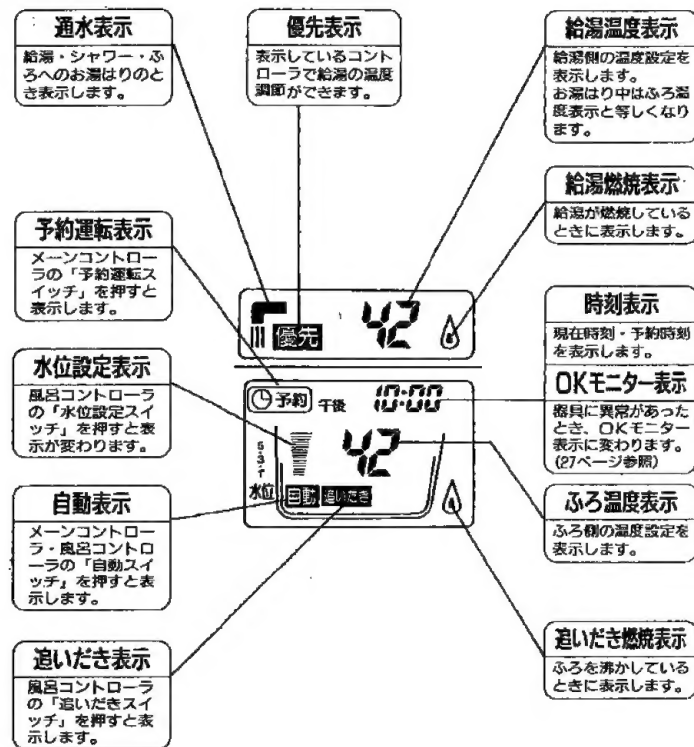 通水表示
給湯・シャワー・ふ
ろへのお湯はりのと
き表示します。
優先表示
表示しているコント
ローラで給湯の温度
調節ができます。
給湯温度表示
給湯側の温度設定を
表示します。
お湯はり中はふろ温
度表示と等しくなり
ます。
給湯燃焼表示
給湯が燃焼している
ときに表示します。
予約運転表示
メーンコントロー
ラの「予約運転ス
イッチ」を押すと
表示します。
時刻表示
現在時刻・予約時刻
を表示します。
OKモニター表示
器具に異常があった
とき、OKモニター
表示に変わります。
(27ページ参照)
水位設定表示
風呂コントローラ
の「水位設定スイ
ッチ」を押すと表
示が変わります。
優先
42
予約
午後
10:00
42
5・3・1
水位
自動
追いだき
自動表示
メーンコントロー
ラ・風呂コントロ
ーラの「自動スイ
ッチ」を押すと表
示します。
ふろ温度表示
ふろ側の温度設定を
表示します。
追いだき表示
風呂コントローラ
の「追いだきスイ
ッチ」を押すと表
示します。
追いだき燃焼表示
ふろを沸かしている
ときに表示します。